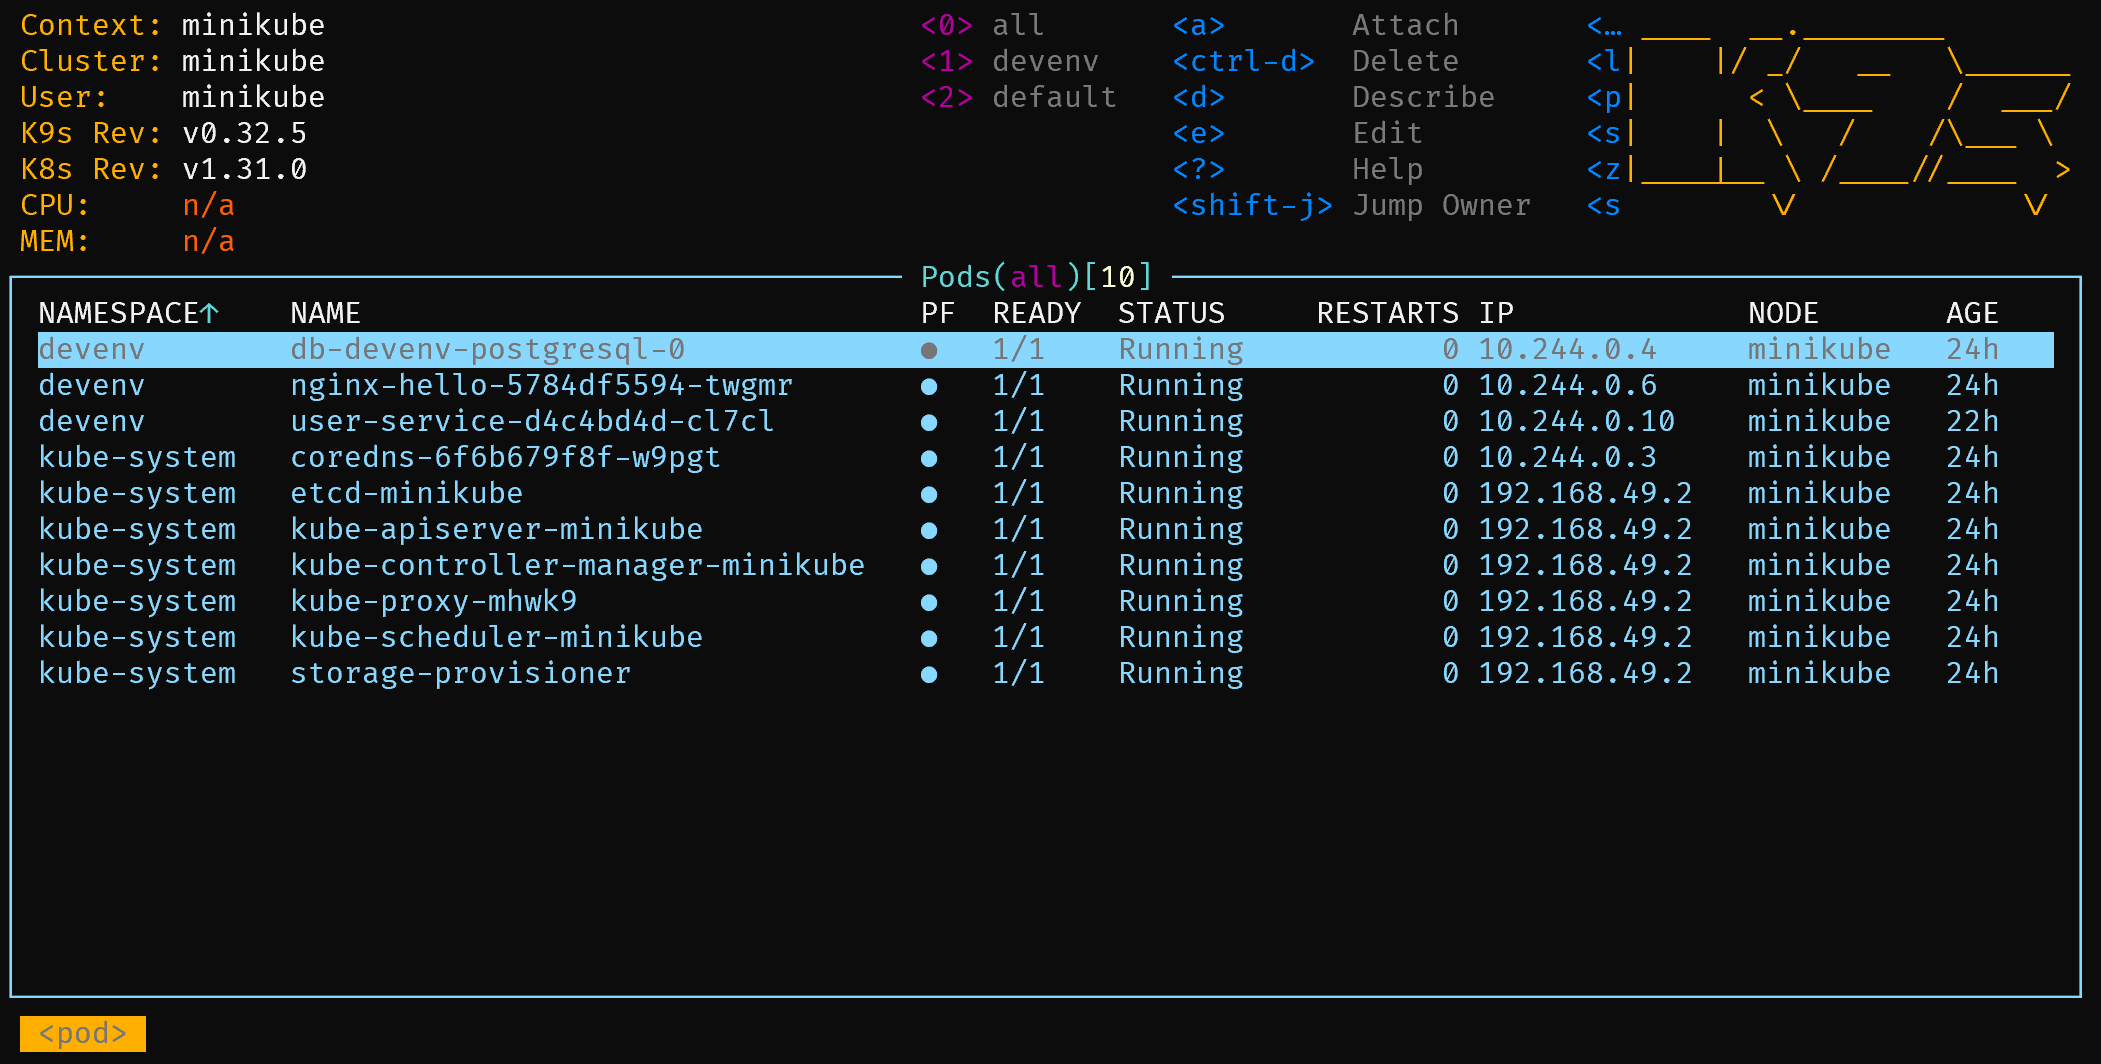 Context: minikube <0> all <a> Attach <…
Cluster: minikube <1> devenv <ctrl-d> Delete <l
User: minikube <2> default <d> Describe <p
K9s Rev: v0.32.5 <e> Edit <s
K8s Rev: v1.31.0 <?> Help <z
CPU: n/a <shift-j> Jump Owner <s
MEM: n/a
Pods(all)[10]
NAMESPACE↑ NAME PF READY STATUS RESTARTS IP NODE AGE
devenv db-devenv-postgresql-0 ● 1/1 Running 0 10.244.0.4 minikube 24h
devenv nginx-hello-5784df5594-twgmr ● 1/1 Running 0 10.244.0.6 minikube 24h
devenv user-service-d4c4bd4d-cl7cl ● 1/1 Running 0 10.244.0.10 minikube 22h
kube-system coredns-6f6b679f8f-w9pgt ● 1/1 Running 0 10.244.0.3 minikube 24h
kube-system etcd-minikube ● 1/1 Running 0 192.168.49.2 minikube 24h
kube-system kube-apiserver-minikube ● 1/1 Running 0 192.168.49.2 minikube 24h
kube-system kube-controller-manager-minikube ● 1/1 Running 0 192.168.49.2 minikube 24h
kube-system kube-proxy-mhwk9 ● 1/1 Running 0 192.168.49.2 minikube 24h
kube-system kube-scheduler-minikube ● 1/1 Running 0 192.168.49.2 minikube 24h
kube-system storage-provisioner ● 1/1 Running 0 192.168.49.2 minikube 24h
<pod>